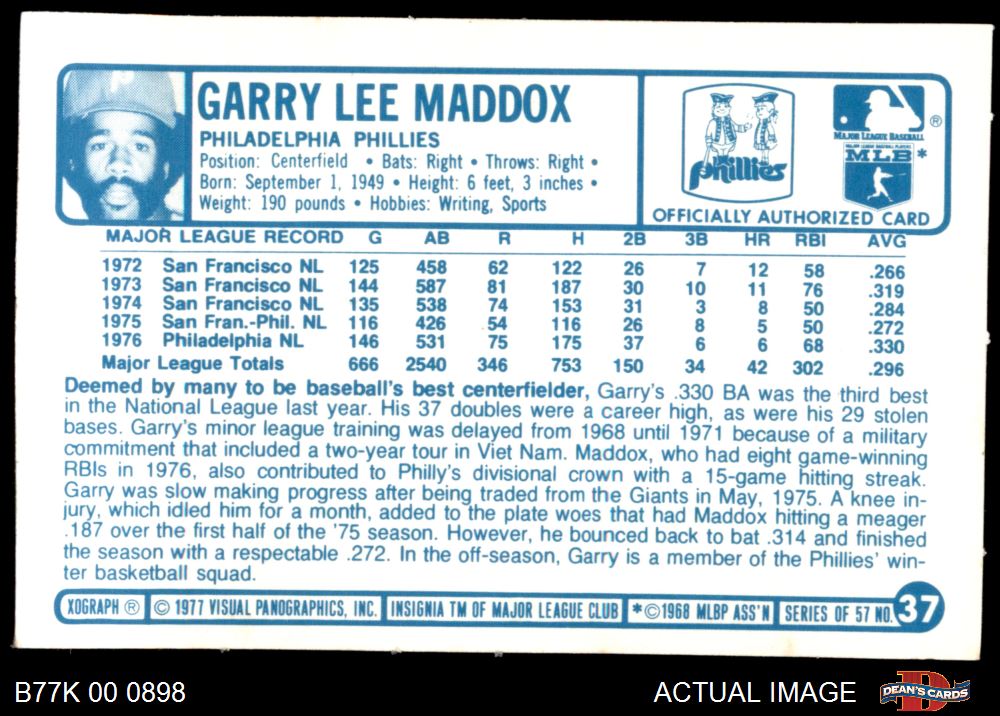 GARRY LEE MADDOX
PHILADELPHIA PHILLIES
Position: Centerfield • Bats: Right • Throws: Right •
Born: September 1, 1949 • Height: 6 feet, 3 inches •
Weight: 190 pounds • Hobbies: Writing, Sports
Phillies
®
MAJOR LEAGUE BASEBALL
MAJOR LEAGUE BASEBALL PLAYERS
MLB *
OFFICIALLY AUTHORIZED CARD
MAJOR LEAGUE RECORD G AB R H 2B 3B HR RBI AVG
1972 San Francisco NL 125 458 62 122 26 7 12 58 .266
1973 San Francisco NL 144 587 81 187 30 10 11 76 .319
1974 San Francisco NL 135 538 74 153 31 3 8 50 .284
1975 San Fran.-Phil. NL 116 426 54 116 26 8 5 50 .272
1976 Philadelphia NL 146 531 75 175 37 6 6 68 .330
Major League Totals 666 2540 346 753 150 34 42 302 .296
Deemed by many to be baseball's best centerfielder, Garry's .330 BA was the third best
in the National League last year. His 37 doubles were a career high, as were his 29 stolen
bases. Garry's minor league training was delayed from 1968 until 1971 because of a military
commitment that included a two-year tour in Viet Nam. Maddox, who had eight game-winning
RBIs in 1976, also contributed to Philly's divisional crown with a 15-game hitting streak.
Garry was slow making progress after being traded from the Giants in May, 1975. A knee in-
jury, which idled him for a month, added to the plate woes that had Maddox hitting a meager
.187 over the first half of the '75 season. However, he bounced back to bat .314 and finished
the season with a respectable .272. In the off-season, Garry is a member of the Phillies' win-
ter basketball squad.
XOGRAPH ® © 1977 VISUAL PANOGRAPHICS, INC. INSIGNIA TM OF MAJOR LEAGUE CLUB *©1968 MLBP ASS'N SERIES OF 57 NO. 37
B77K 00 0898 ACTUAL IMAGE DEAN'S CARDS